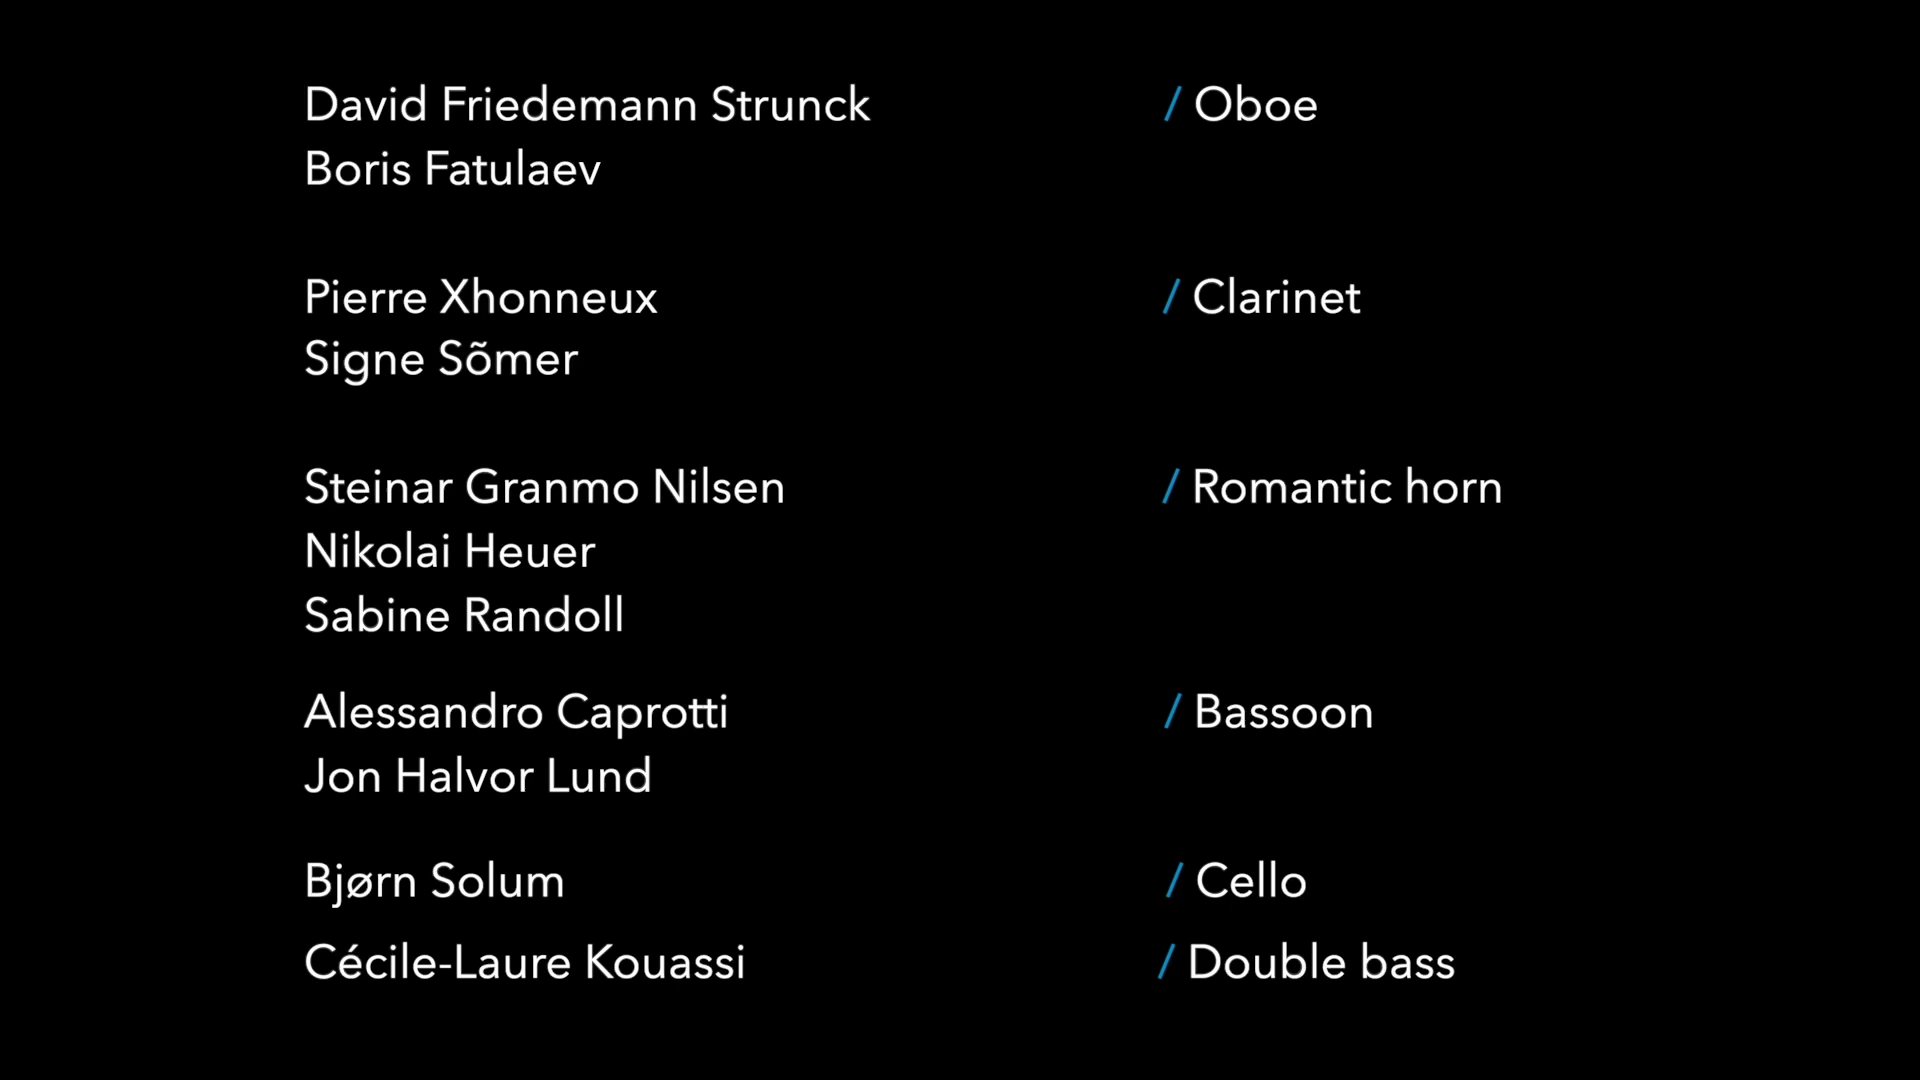 David Friedemann Strunck / Oboe
Boris Fatulaev
Pierre Xhonneux / Clarinet
Signe Sõmer
Steinar Granmo Nilsen / Romantic horn
Nikolai Heuer
Sabine Randoll
Alessandro Caprotti / Bassoon
Jon Halvor Lund
Bjørn Solum / Cello
Cécile-Laure Kouassi / Double bass